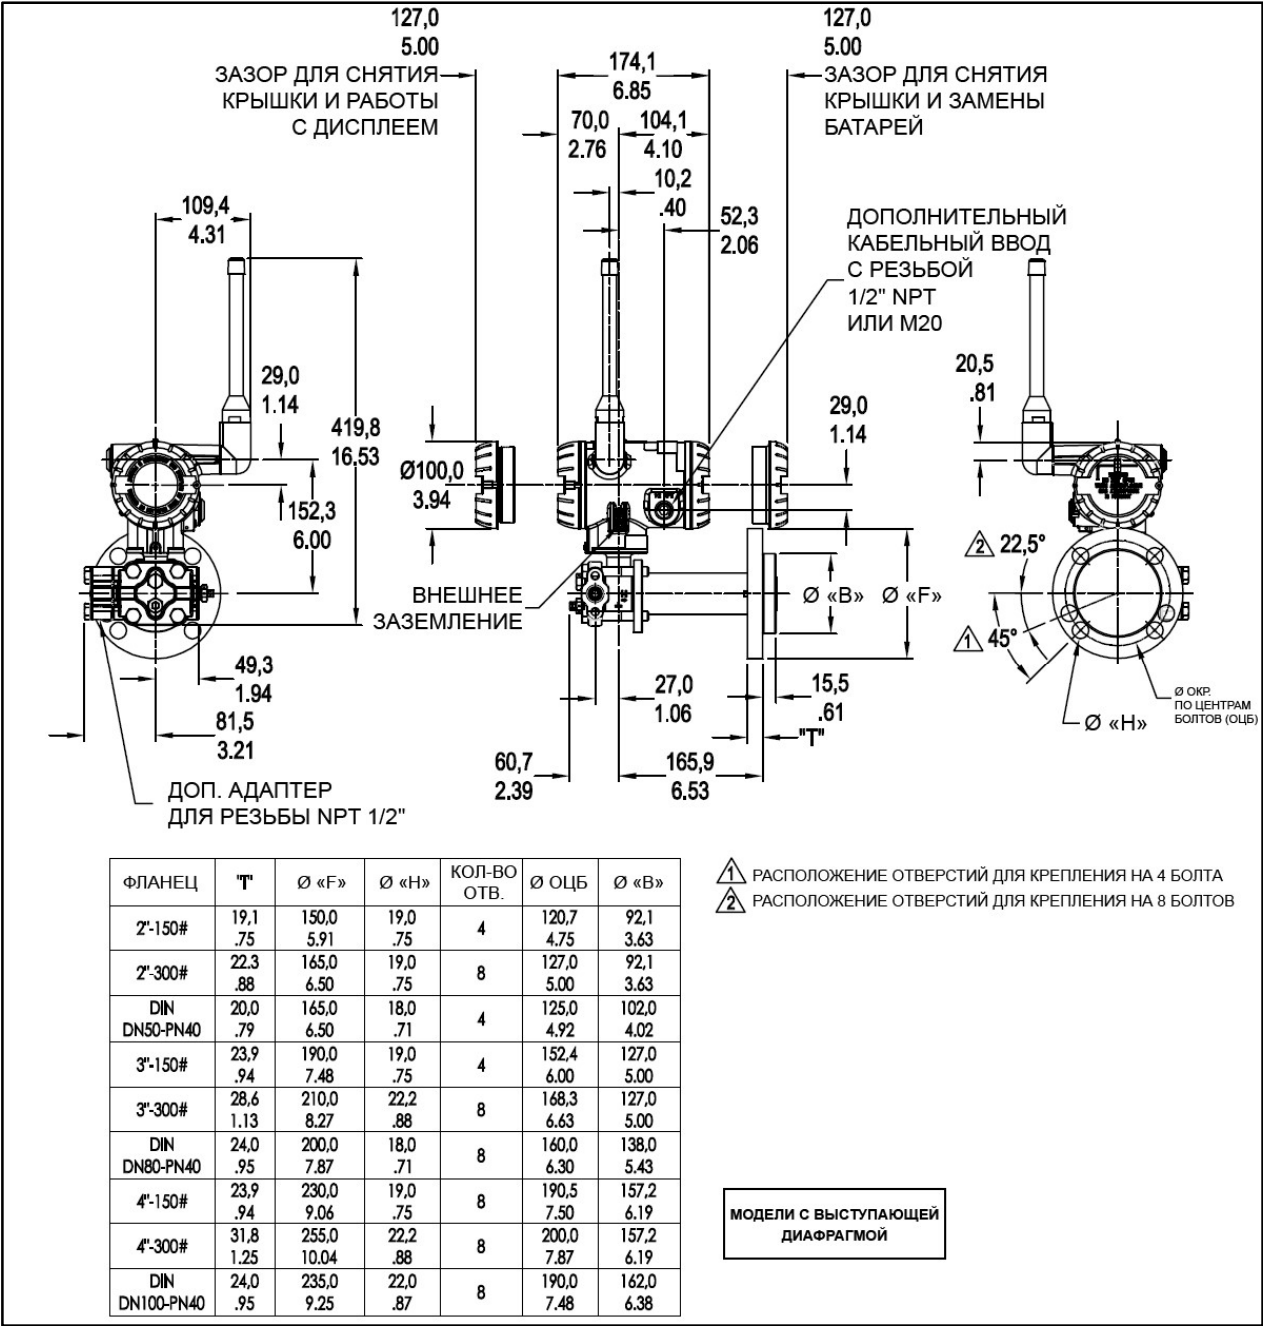 127,0
5.00
ЗАЗОР ДЛЯ СНЯТИЯ
КРЫШКИ И РАБОТЫ
С ДИСПЛЕЕМ
174,1
6.85
70,0
2.76
104,1
4.10
10,2
.40
52,3
2.06
127,0
5.00
ЗАЗОР ДЛЯ СНЯТИЯ
КРЫШКИ И ЗАМЕНЫ
БАТАРЕЙ
ДОПОЛНИТЕЛЬНЫЙ
КАБЕЛЬНЫЙ ВВОД
С РЕЗЬБОЙ
1/2" NPT
ИЛИ M20
109,4
4.31
29,0
1.14
419,8
16.53
152,3
6.00
Ø100,0
3.94
29,0
1.14
20,5
.81
ВНЕШНЕЕ
ЗАЗЕМЛЕНИЕ
Ø «B»
Ø «F»
2 22,5°
1 45°
49,3
1.94
81,5
3.21
27,0
1.06
15,5
.61
"T"
60,7
2.39
165,9
6.53
Ø «H»
Ø ОКР.
ПО ЦЕНТРАМ
БОЛТОВ (ОЦБ)
ДОП. АДАПТЕР
ДЛЯ РЕЗЬБЫ NPT 1/2"
ФЛАНЕЦ "T" Ø «F» Ø «H» КОЛ-ВО ОТВ. Ø ОЦБ Ø «B»
2"-150# 19,1 150,0 19,0 4 120,7 92,1
.75 5.91 .75 4.75 3.63
2"-300# 22.3 165,0 19,0 8 127,0 92,1
.88 6.50 .75 5.00 3.63
DIN 20,0 165,0 18,0 4 125,0 102,0
DN50-PN40 .79 6.50 .71 4.92 4.02
3"-150# 23,9 190,0 19,0 4 152,4 127,0
.94 7.48 .75 6.00 5.00
3"-300# 28,6 210,0 22,2 8 168,3 127,0
1.13 8.27 .88 6.63 5.00
DIN 24,0 200,0 18,0 8 160,0 138,0
DN80-PN40 .95 7.87 .71 6.30 5.43
4"-150# 23,9 230,0 19,0 8 190,5 157,2
.94 9.06 .75 7.50 6.19
4"-300# 31,8 255,0 22,2 8 200,0 157,2
1.25 10.04 .88 7.87 6.19
DIN 24,0 235,0 22,0 8 190,0 162,0
DN100-PN40 .95 9.25 .87 7.48 6.38
1 РАСПОЛОЖЕНИЕ ОТВЕРСТИЙ ДЛЯ КРЕПЛЕНИЯ НА 4 БОЛТА
2 РАСПОЛОЖЕНИЕ ОТВЕРСТИЙ ДЛЯ КРЕПЛЕНИЯ НА 8 БОЛТОВ
МОДЕЛИ С ВЫСТУПАЮЩЕЙ
ДИАФРАГМОЙ